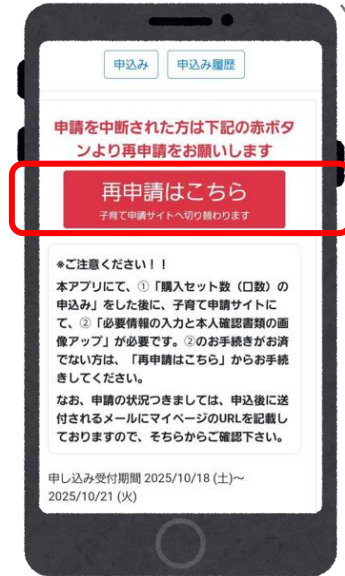 申込み 申込み履歴
申請を中断された方は下記の赤ボタ
ンより再申請をお願いします
再申請はこちら
子育て申請サイトへ切り替わります
※ご注意ください！！
本アプリにて、①「購入セット数（口数）の
申込み」をした後に、子育て申請サイトに
て、②「必要情報の入力と本人確認書類の画
像アップ」が必要です。②のお手続きがお済
でない方は、「再申請はこちら」からお手続
きしてください。
なお、申請の状況つきましては、申込後に送
付されるメールにマイページのURLを記載し
ておりますので、そちらからご確認下さい。
申し込み受付期間 2025/10/18 (土)～
2025/10/21 (火)